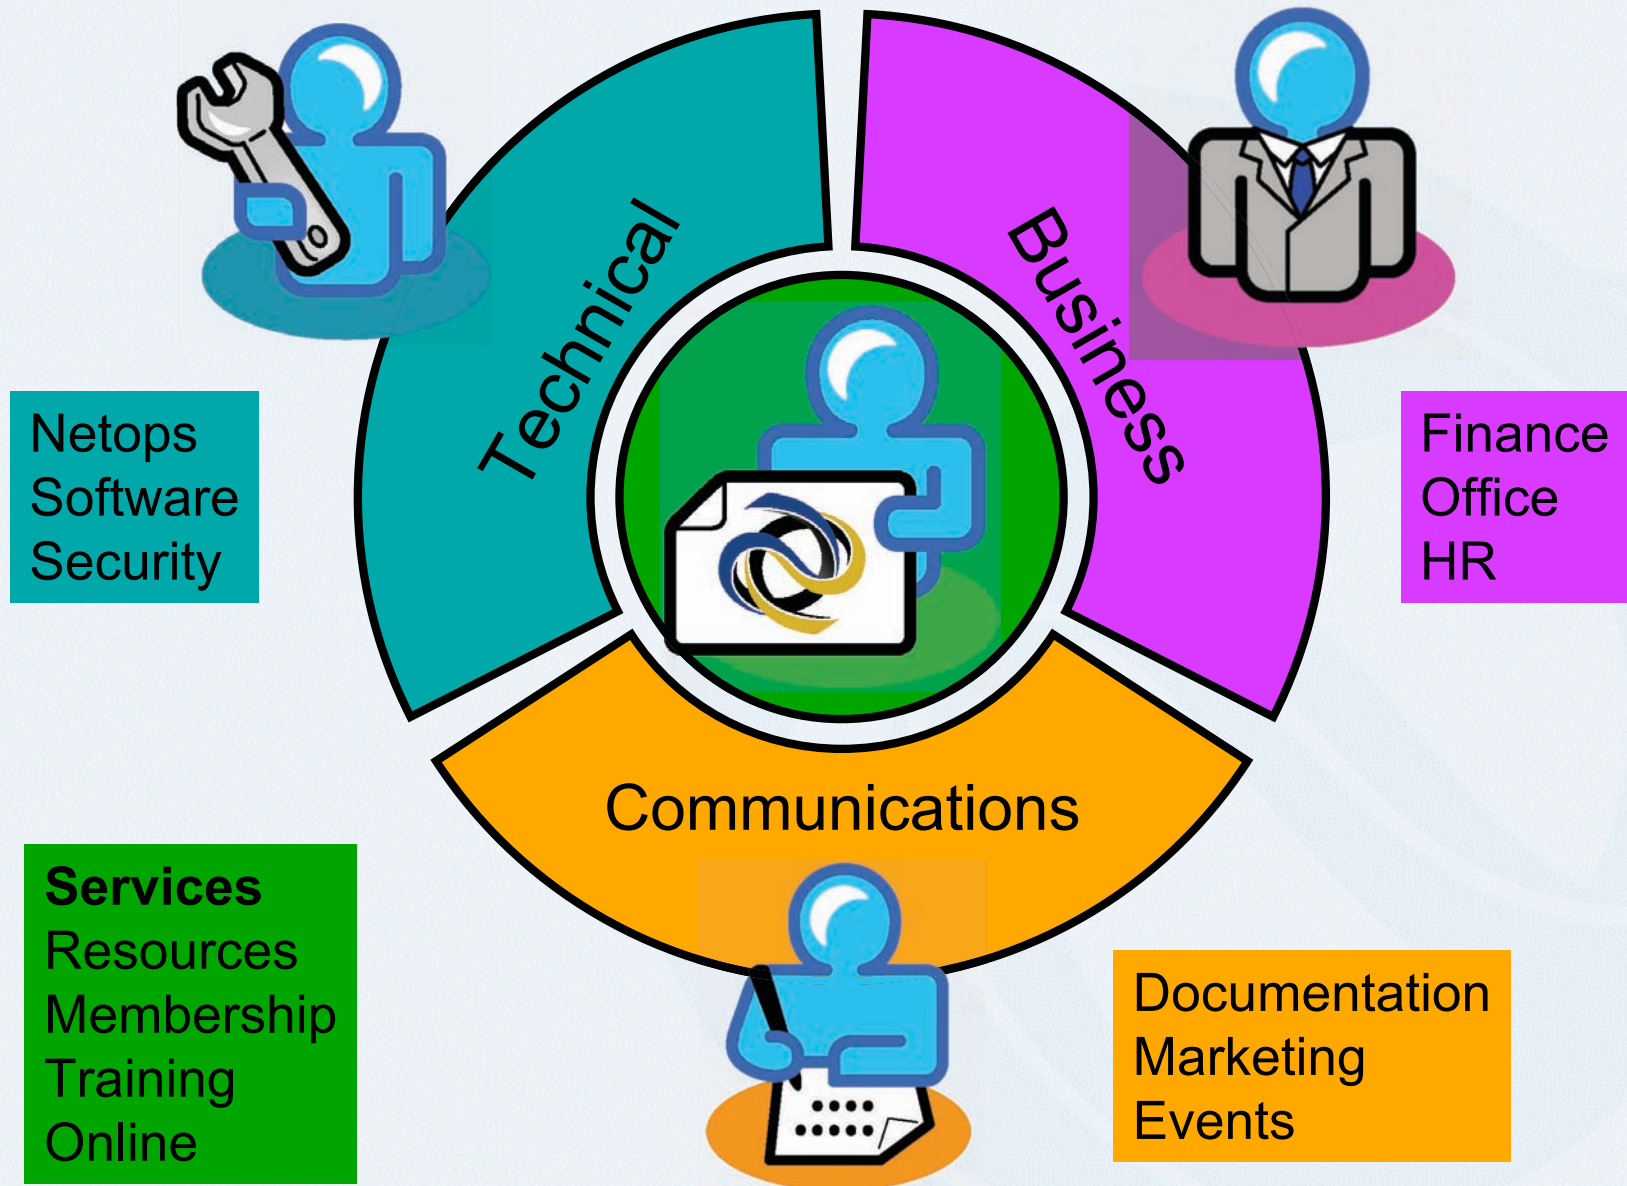 Technical
Business
Netops
Software
Security
Finance
Office
HR
Communications
Services
Resources
Membership
Training
Online
Documentation
Marketing
Events